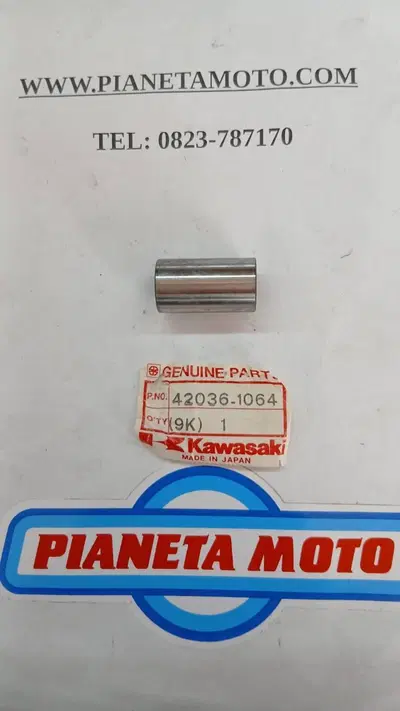 WWW.PIANETAMOTO.COM
TEL: 0823-787170
GENUINE PART
P.NO. 42036-1064
Q'TY (9K) 1
Kawasaki
MADE IN JAPAN
PIANETA MOTO